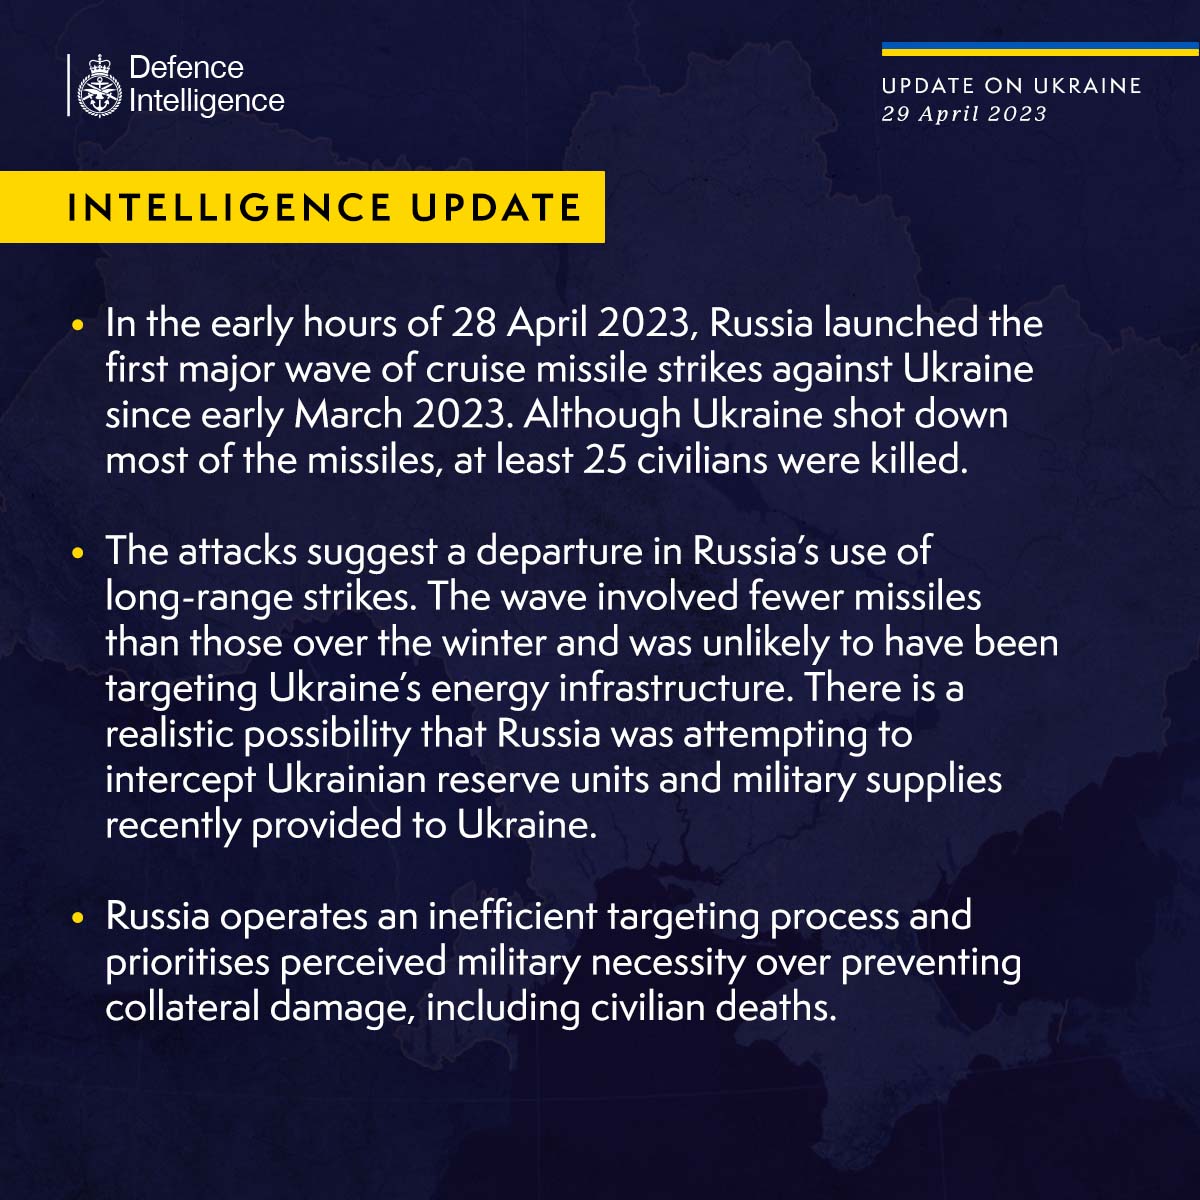 Defence
Intelligence
UPDATE ON UKRAINE
29 April 2023
INTELLIGENCE UPDATE
• In the early hours of 28 April 2023, Russia launched the
first major wave of cruise missile strikes against Ukraine
since early March 2023. Although Ukraine shot down
most of the missiles, at least 25 civilians were killed.
• The attacks suggest a departure in Russia’s use of
long-range strikes. The wave involved fewer missiles
than those over the winter and was unlikely to have been
targeting Ukraine’s energy infrastructure. There is a
realistic possibility that Russia was attempting to
intercept Ukrainian reserve units and military supplies
recently provided to Ukraine.
• Russia operates an inefficient targeting process and
prioritises perceived military necessity over preventing
collateral damage, including civilian deaths.